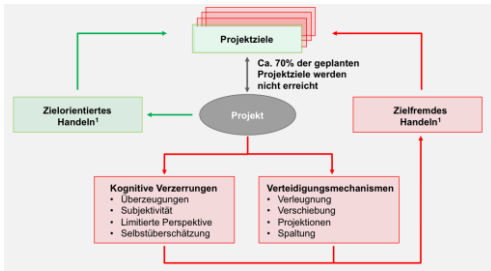 Projektziele
Ca. 70% der geplanten
Projektziele werden
nicht erreicht
Zielorientiertes
Handeln¹
Projekt
Zielfremdes
Handeln¹
Kognitive Verzerrungen
• Überzeugungen
• Subjektivität
• Limitierte Perspektive
• Selbstüberschätzung
Verteidigungsmechanismen
• Verleugnung
• Verschiebung
• Projektionen
• Spaltung